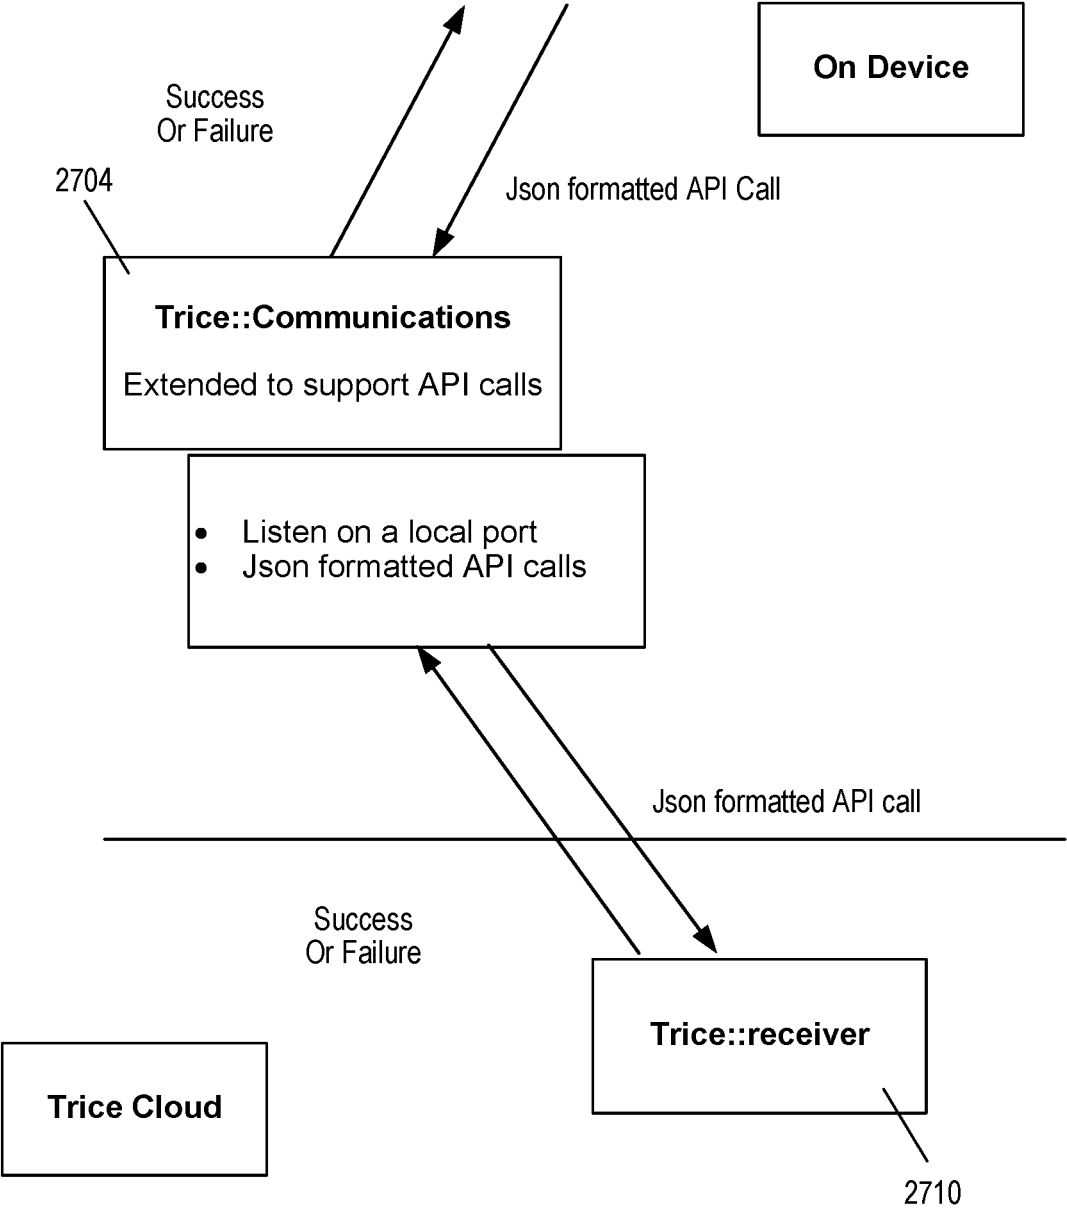 On Device
Success
Or Failure
2704
Json formatted API Call
Trice::Communications
Extended to support API calls
• Listen on a local port
• Json formatted API calls
Json formatted API call
Success
Or Failure
Trice::receiver
Trice Cloud
2710